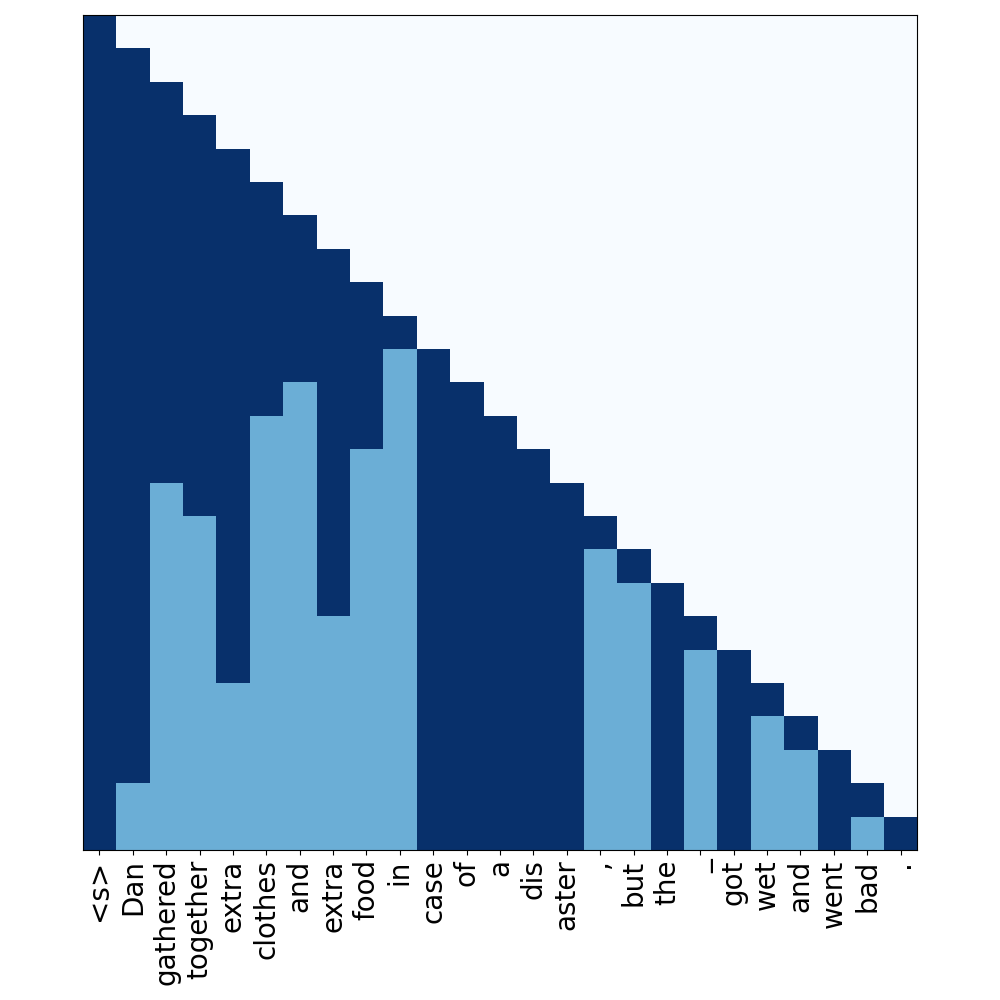 <s> Dan gathered together extra clothes and extra food in case of a dis aster , but the _ got wet and went bad .